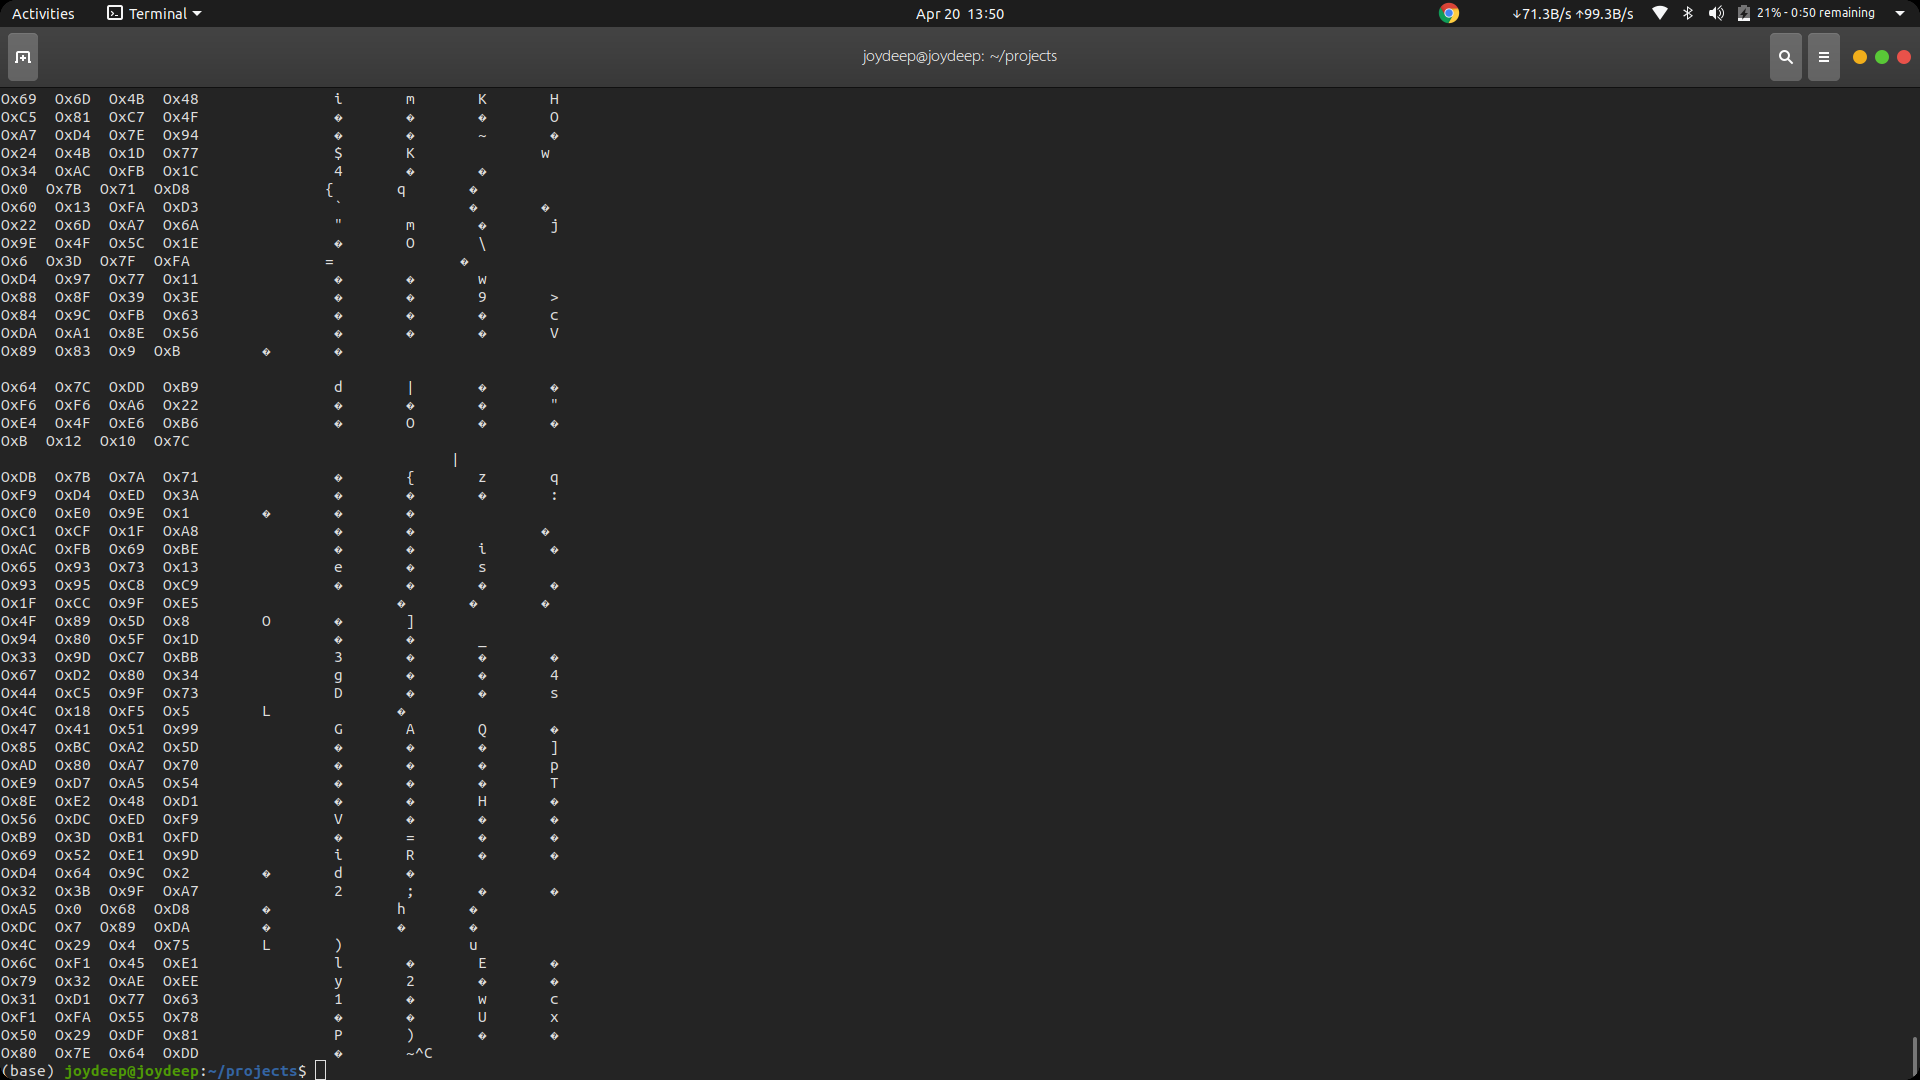 Activities Terminal Apr 20 13:50 ↓71.3B/s ↑99.3B/s 21% - 0:50 remaining
joydeep@joydeep: ~/projects
0x69 0x6D 0x4B 0x48 i m K H
0xC5 0x81 0xC7 0x4F � � � O
0xA7 0xD4 0x7E 0x94 � � ~ �
0x24 0x4B 0x1D 0x77 $ K w
0x34 0xAC 0xFB 0x1C 4 � �
0x0 0x7B 0x71 0xD8 { q �
0x60 0x13 0xFA 0xD3 ` � �
0x22 0x6D 0xA7 0x6A " m � j
0x9E 0x4F 0x5C 0x1E � O \
0x6 0x3D 0x7F 0xFA = �
0xD4 0x97 0x77 0x11 � � w
0x88 0x8F 0x39 0x3E � � 9 >
0x84 0x9C 0xFB 0x63 � � � c
0xDA 0xA1 0x8E 0x56 � � � V
0x89 0x83 0x9 0xB � �
0x64 0x7C 0xDD 0xB9 d | � �
0xF6 0xF6 0xA6 0x22 � � � "
0xE4 0x4F 0xE6 0xB6 � O � �
0xB 0x12 0x10 0x7C
|
0xDB 0x7B 0x7A 0x71 � { z q
0xF9 0xD4 0xED 0x3A � � � :
0xC0 0xE0 0x9E 0x1 � � �
0xC1 0xCF 0x1F 0xA8 � � �
0xAC 0xFB 0x69 0xBE � � i �
0x65 0x93 0x73 0x13 e � s
0x93 0x95 0xC8 0xC9 � � � �
0x1F 0xCC 0x9F 0xE5 � � �
0x4F 0x89 0x5D 0x8 O � ]
0x94 0x80 0x5F 0x1D � � _
0x33 0x9D 0xC7 0xBB 3 � � �
0x67 0xD2 0x80 0x34 g � � 4
0x44 0xC5 0x9F 0x73 D � � s
0x4C 0x18 0xF5 0x5 L �
0x47 0x41 0x51 0x99 G A Q �
0x85 0xBC 0xA2 0x5D � � � ]
0xAD 0x80 0xA7 0x70 � � � p
0xE9 0xD7 0xA5 0x54 � � � T
0x8E 0xE2 0x48 0xD1 � � H �
0x56 0xDC 0xED 0xF9 V � � �
0xB9 0x3D 0xB1 0xFD � = � �
0x69 0x52 0xE1 0x9D i R � �
0xD4 0x64 0x9C 0x2 � d �
0x32 0x3B 0x9F 0xA7 2 ; � �
0xA5 0x0 0x68 0xD8 � h �
0xDC 0x7 0x89 0xDA � � �
0x4C 0x29 0x4 0x75 L ) u
0x6C 0xF1 0x45 0xE1 l � E �
0x79 0x32 0xAE 0xEE y 2 � �
0x31 0xD1 0x77 0x63 1 � w c
0xF1 0xFA 0x55 0x78 � � U x
0x50 0x29 0xDF 0x81 P ) � �
0x80 0x7E 0x64 0xDD � ~^C
(base) joydeep@joydeep:~/projects$